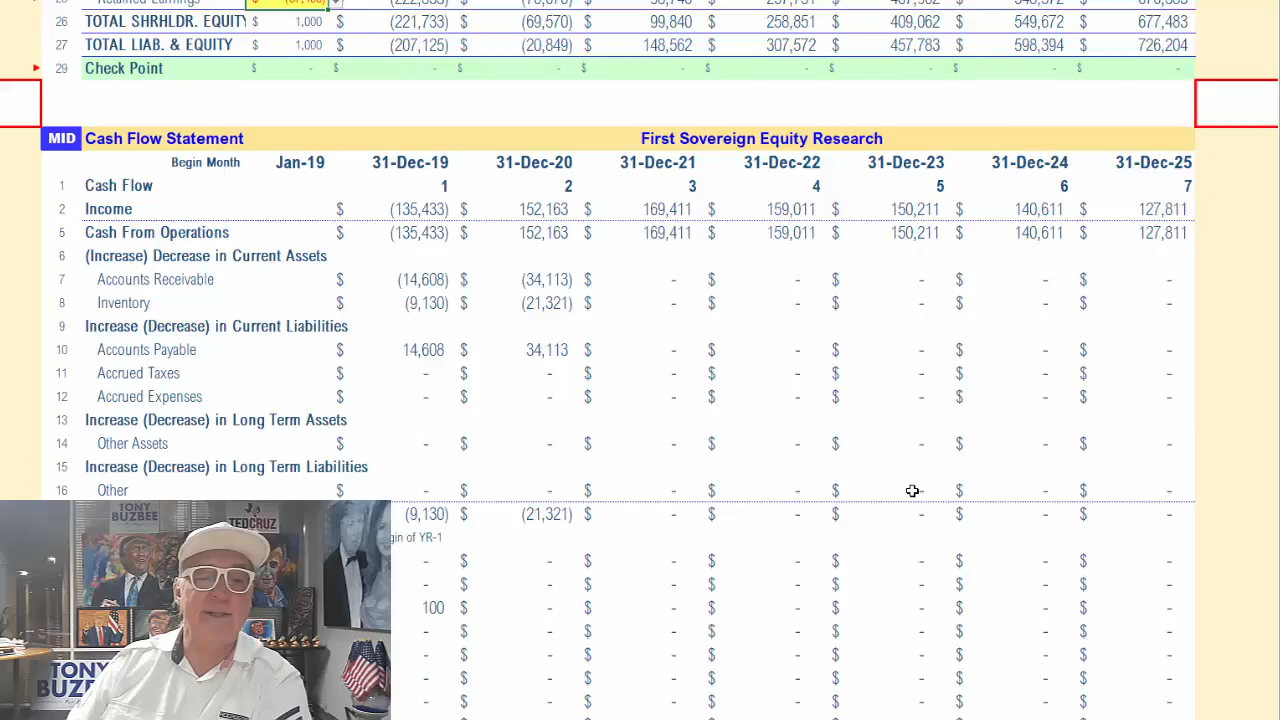 26 TOTAL SHRHLDR. EQUITY $ 1,000 $ (221,733) $ (69,570) $ 99,840 $ 258,851 $ 409,062 $ 549,672 $ 677,483
27 TOTAL LIAB. & EQUITY $ 1,000 $ (207,125) $ (20,849) $ 148,562 $ 307,572 $ 457,783 $ 598,394 $ 726,204
29 Check Point $ - $ - $ - $ - $ - $ - $ - $ -
MID Cash Flow Statement First Sovereign Equity Research
Begin Month Jan-19 31-Dec-19 31-Dec-20 31-Dec-21 31-Dec-22 31-Dec-23 31-Dec-24 31-Dec-25
1 Cash Flow 1 2 3 4 5 6 7
2 Income $ (135,433) $ 152,163 $ 169,411 $ 159,011 $ 150,211 $ 140,611 $ 127,811
5 Cash From Operations $ (135,433) $ 152,163 $ 169,411 $ 159,011 $ 150,211 $ 140,611 $ 127,811
6 (Increase) Decrease in Current Assets
7 Accounts Receivable $ (14,608) $ (34,113) $ - $ - $ - $ - $ -
8 Inventory $ (9,130) $ (21,321) $ - $ - $ - $ - $ -
9 Increase (Decrease) in Current Liabilities
10 Accounts Payable $ 14,608 $ 34,113 $ - $ - $ - $ - $ -
11 Accrued Taxes $ - $ - $ - $ - $ - $ - $ -
12 Accrued Expenses $ - $ - $ - $ - $ - $ - $ -
13 Increase (Decrease) in Long Term Assets
14 Other Assets $ - $ - $ - $ - $ - $ - $ -
15 Increase (Decrease) in Long Term Liabilities
16 Other $ - $ - $ - $ - $ - $ - $ -
(9,130) $ (21,321) $ - $ - $ - $ - $ -
gin of YR-1
- $ - $ - $ - $ - $ - $ -
- $ - $ - $ - $ - $ - $ -
100 $ - $ - $ - $ - $ - $ -
- $ - $ - $ - $ - $ - $ -
- $ - $ - $ - $ - $ - $ -
- $ - $ - $ - $ - $ - $ -
- $ - $ - $ - $ - $ - $ -
TONY
BUZBEE
TED CRUZ
TONY
BUZBEE